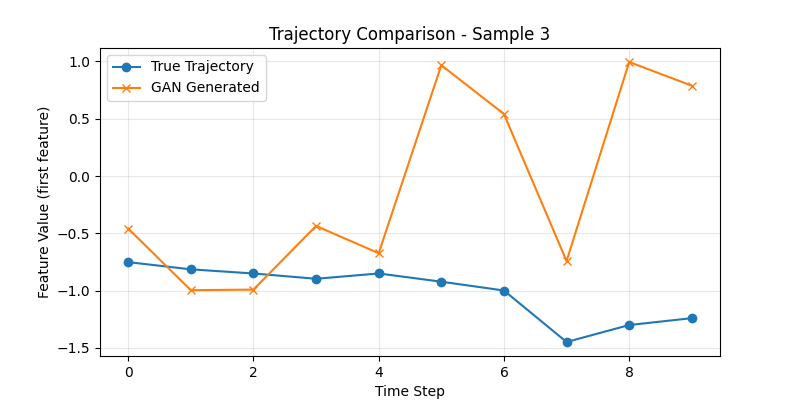 Trajectory Comparison - Sample 3
True Trajectory
GAN Generated
Feature Value (first feature)
1.0
0.5
0.0
−0.5
−1.0
−1.5
0 2 4 6 8
Time Step